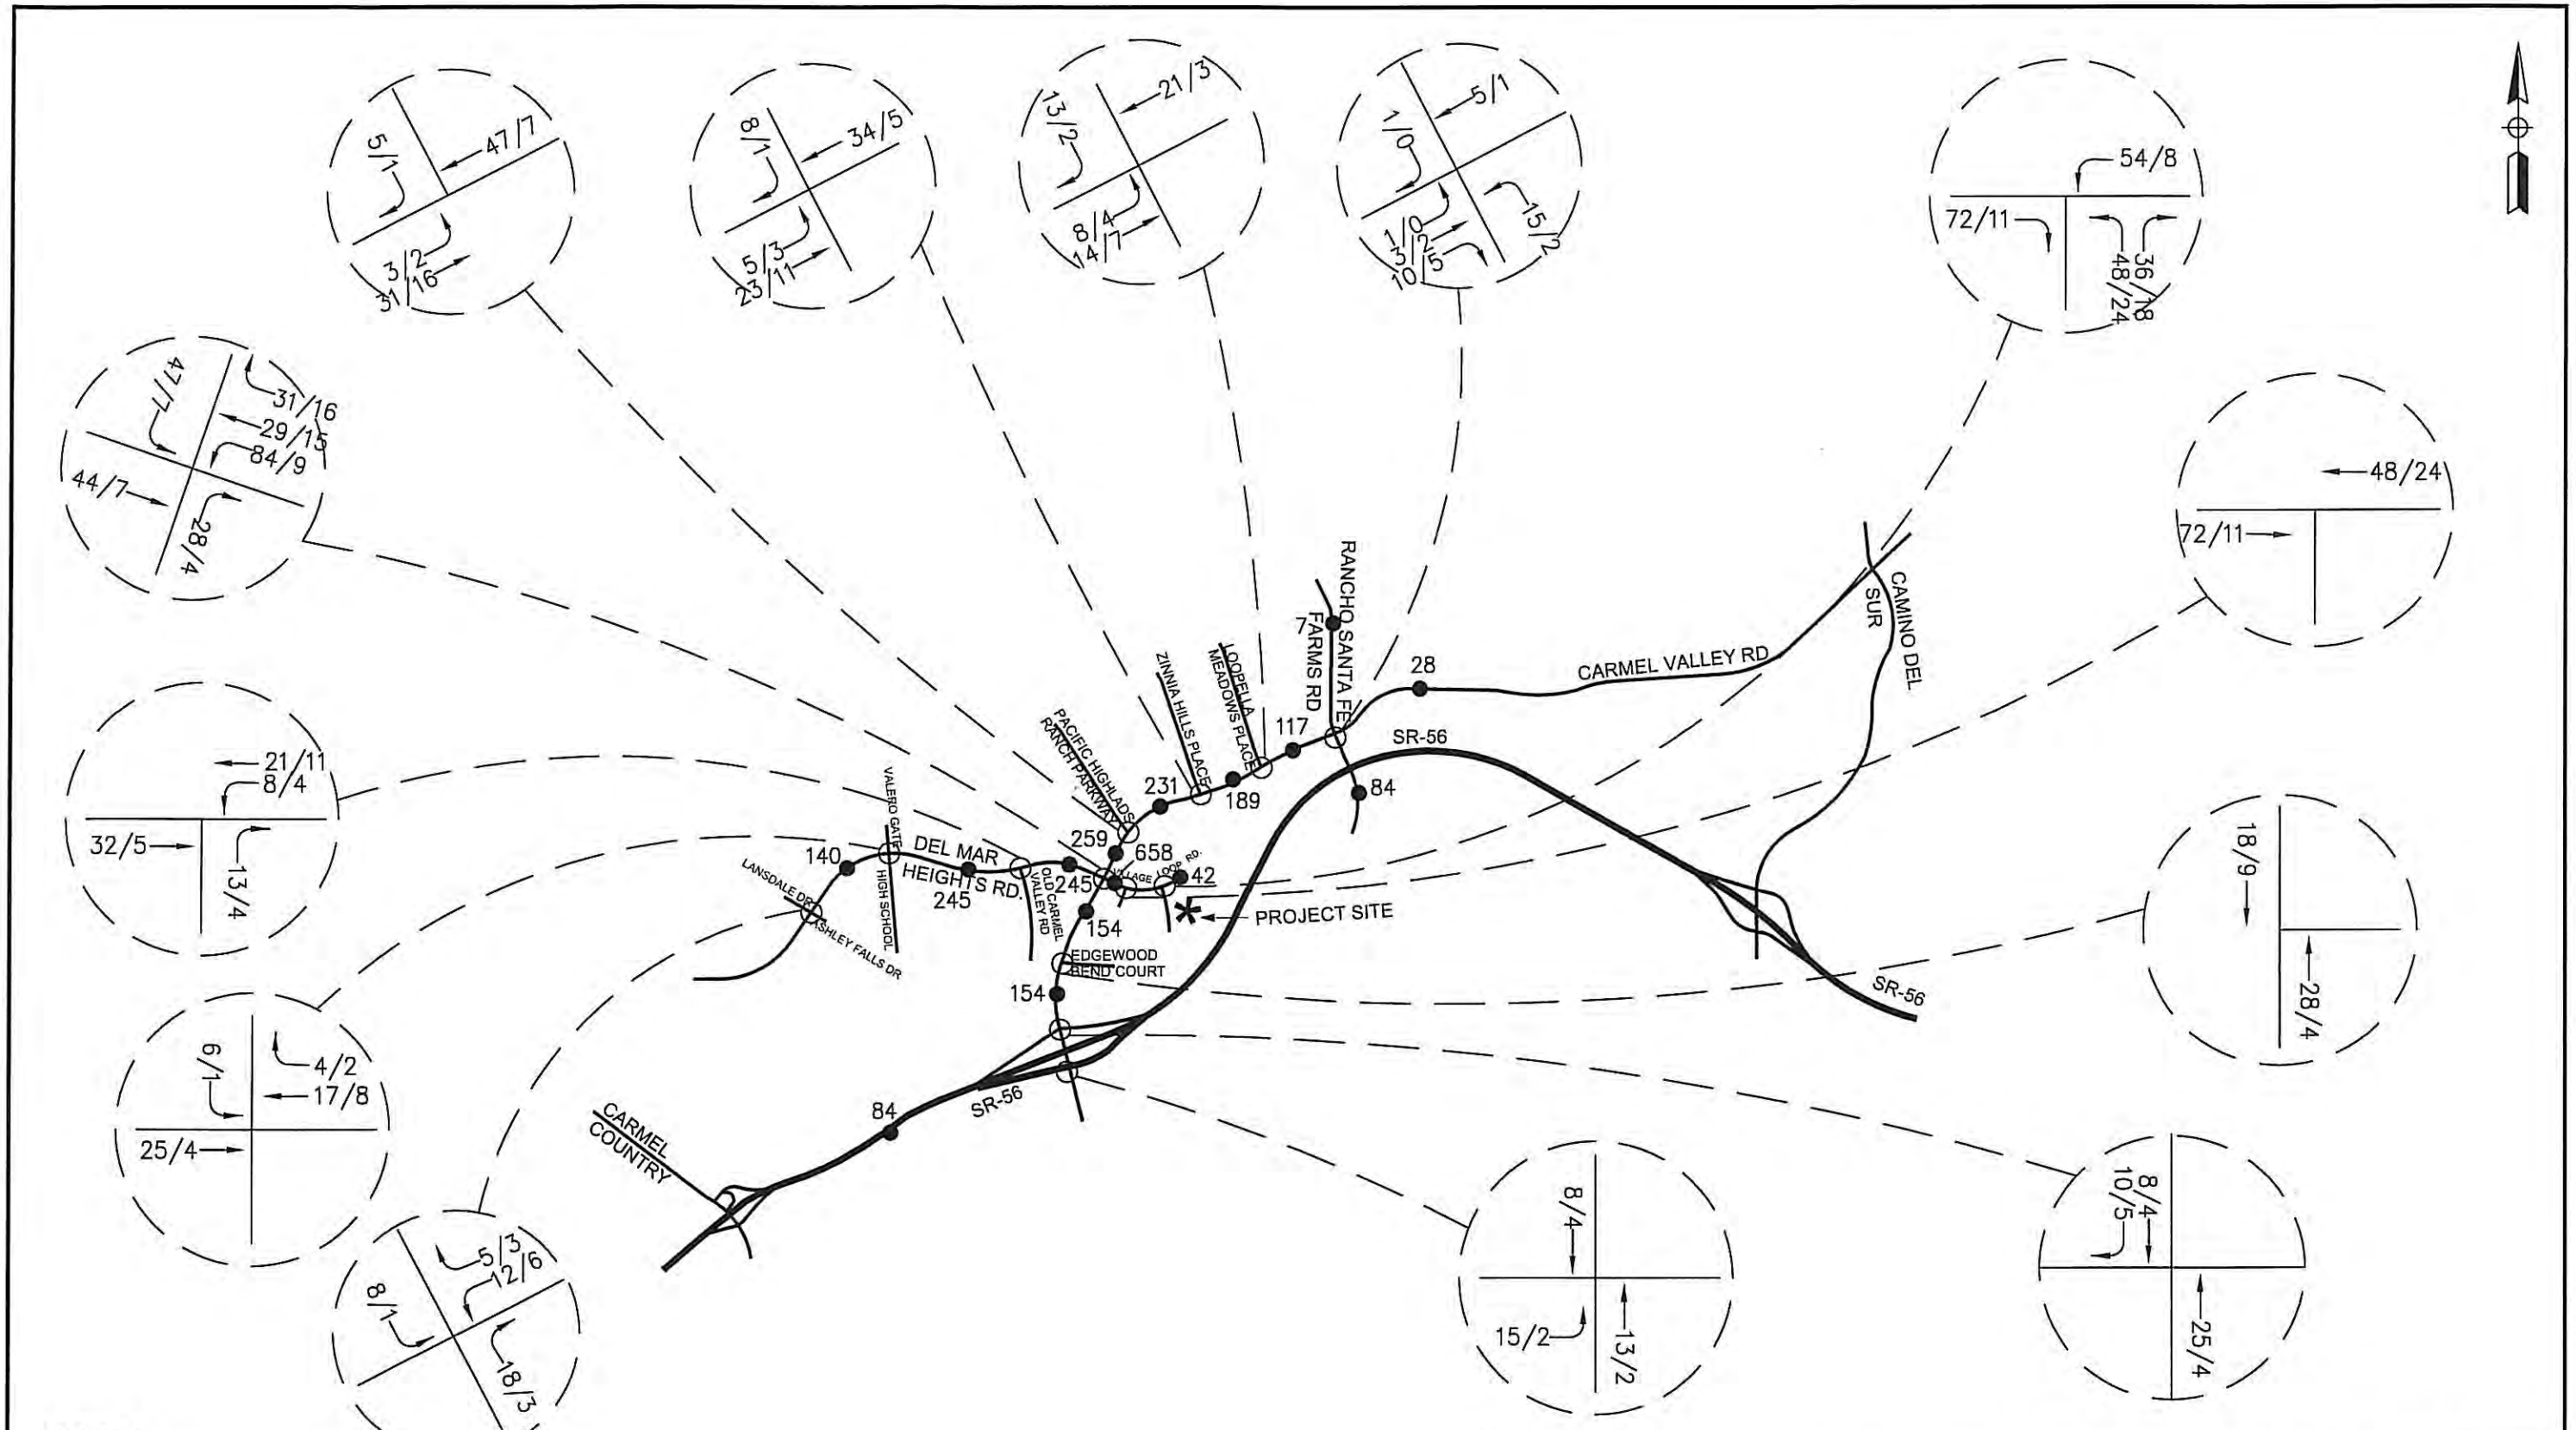 5/1
47/7
3/2
31/16
8/1
34/5
5/3
23/11
13/2
21/3
8/4
14/7
1/0
5/1
1/0
3/2
10/5
15/2
54/8
72/11
36/18
48/24
47/7
31/16
29/15
84/9
44/7
28/4
48/24
72/11
21/11
8/4
32/5
13/4
18/9
28/4
6/1
4/2
17/8
25/4
8/1
5/3
12/6
18/3
8/4
15/2
13/2
8/4
10/5
25/4
RANCHO SANTA FE
FARMS RD
7
28
CARMEL VALLEY RD
CAMINO DEL
SUR
LOOPELLA
MEADOWS PLACE
ZINNIA HILLS PLACE
117
SR-56
PACIFIC HIGHLADS
RANCH PARKWAY
231
189
84
VALERO GATE
259
658
140
DEL MAR
HEIGHTS RD.
245
HIGH SCHOOL
OLD CARMEL
VALLEY RD
245
VILLAGE LOOP RD.
42
LANSDALE DR
ASHLEY FALLS DR
154
PROJECT SITE
EDGEWOOD
BEND COURT
154
SR-56
SR-56
84
CARMEL
COUNTRY